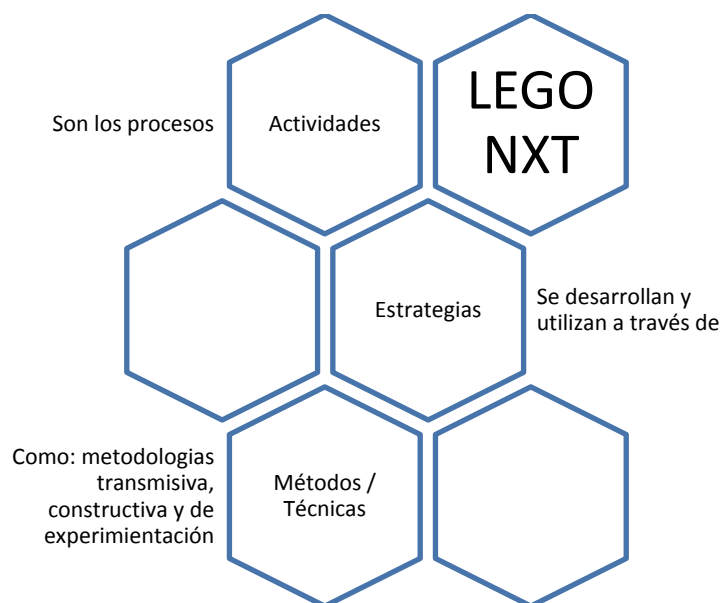 Son los procesos
Actividades
LEGO
NXT
Estrategias
Se desarrollan y
utilizan a través de
Como: metodologias
transmisiva,
constructiva y de
experimientación
Métodos /
Técnicas